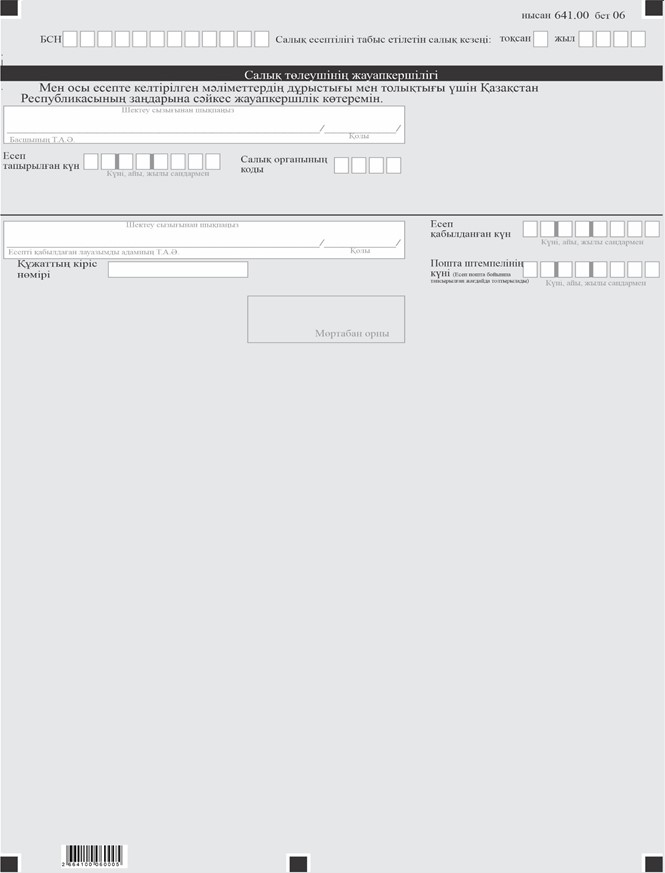 нысан 641.00 бет 06
БСН Салық есептілігі табыс етілетін салық кезеңі: тоқсан жыл
Салық төлеушінің жауапкершілігі
Мен осы есепте келтірілген мәліметтердің дұрыстығы мен толықтығы үшін Қазақстан
Республикасының заңдарына сәйкес жауапкершілік көтеремін.
Шектеу сызығынан шықпаңыз
/ /
Басшының Т.А.Ә. Қолы
Есеп
тапсырылған күн
Күні, айы, жылы сандармен
Салық органының
коды
Шектеу сызығынан шықпаңыз
/ /
Есепті қабылдаған лауазымды адамның Т.А.Ә. Қолы
Есеп
қабылданған күн
Күні, айы, жылы сандармен
Құжаттың кіріс
нөмірі
Пошта штемпелінің
күні (Есеп пошта бойынша
тапсырылған жағдайда толтырылады)
Күні, айы, жылы сандармен
Мөртабан орны
2 664100 060005